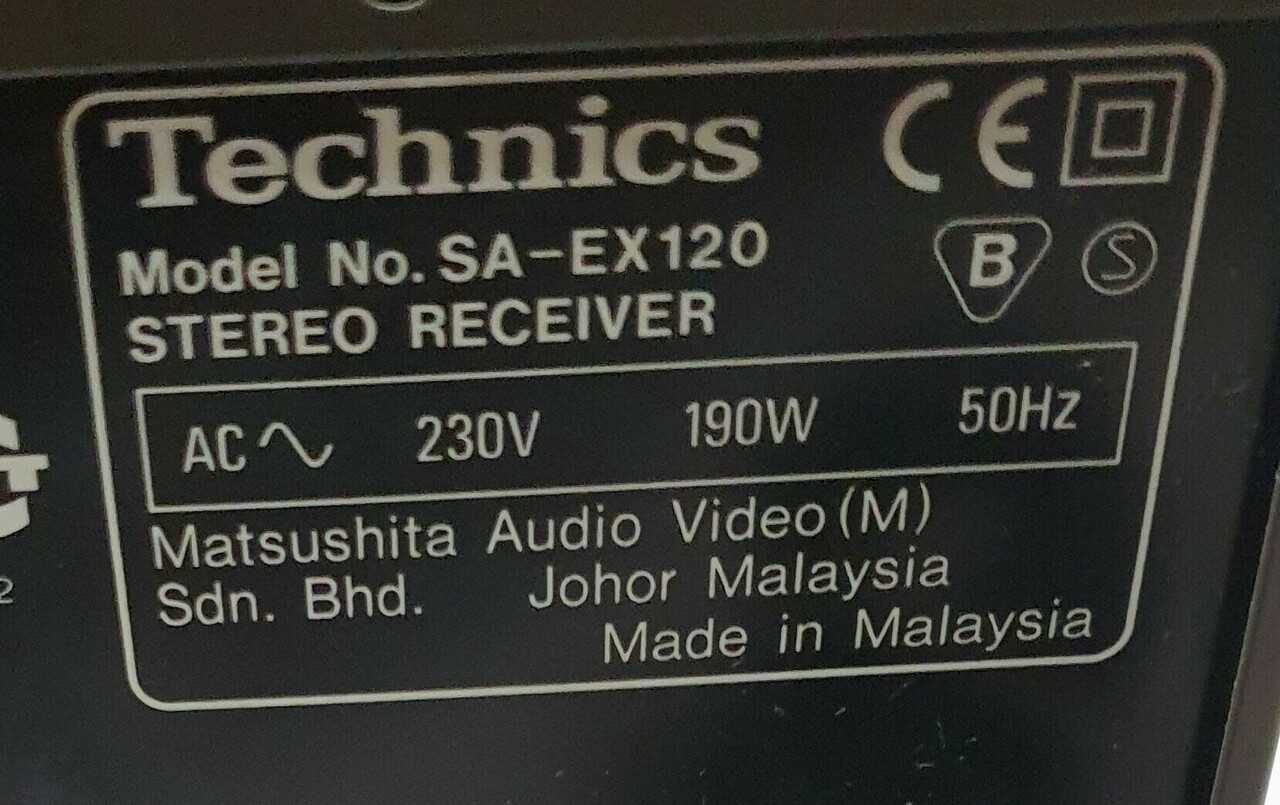 Technics CE
Model No. SA-EX120 B S
STEREO RECEIVER
AC 230V 190W 50Hz
Matsushita Audio Video (M)
Sdn. Bhd. Johor Malaysia
Made in Malaysia
2